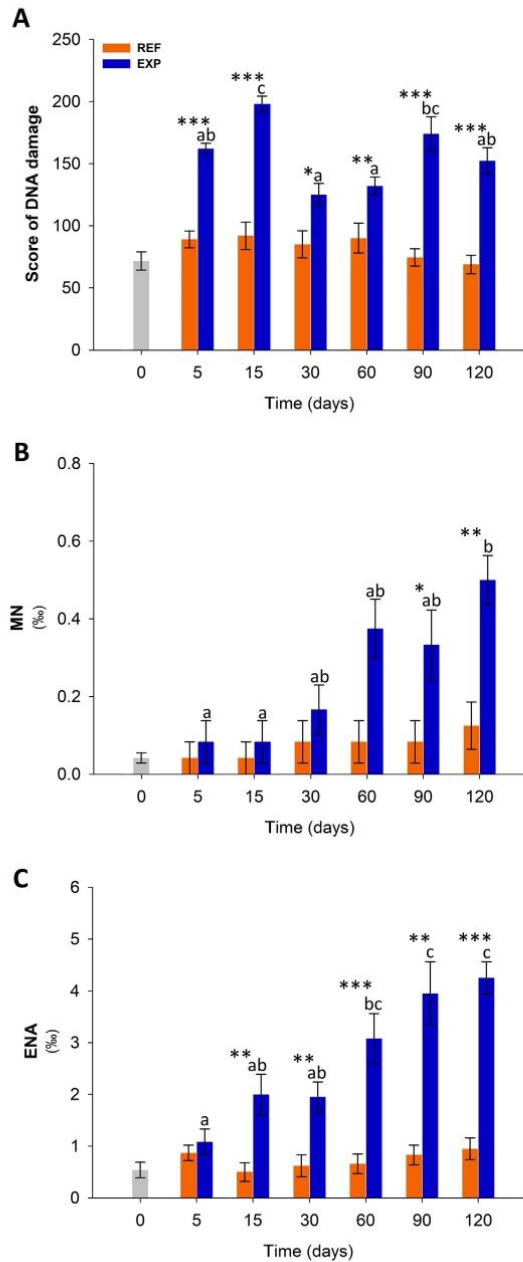 A
250
REF
EXP
200
150
100
50
0
Score of DNA damage
*** ab
*** c
* a
** a
*** bc
*** ab
0 5 15 30 60 90 120
Time (days)
B
0.8
0.6
0.4
0.2
0.0
MN
(‰)
a
a
ab
ab
* ab
** b
0 5 15 30 60 90 120
Time (days)
C
6
5
4
3
2
1
0
ENA
(‰)
a
** ab
** ab
*** bc
** c
*** c
0 5 15 30 60 90 120
Time (days)